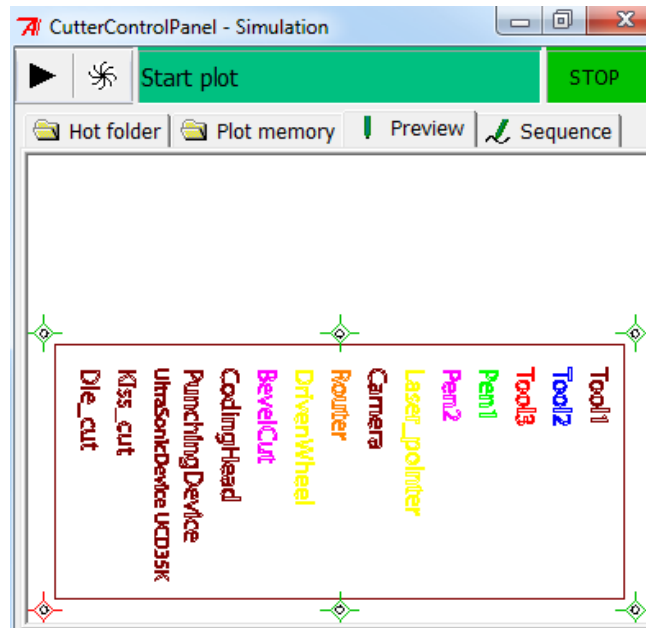 CutterControlPanel - Simulation
Start plot
STOP
Hot folder
Plot memory
Preview
Sequence
Tool1
Tool2
Tool3
Pen1
Pen2
Laser_pointer
Camera
Router
DrivenWheel
BevelCut
CodingHead
PunchingDevice
UltraSonicDevice UCD35K
Kiss_cut
Die_cut